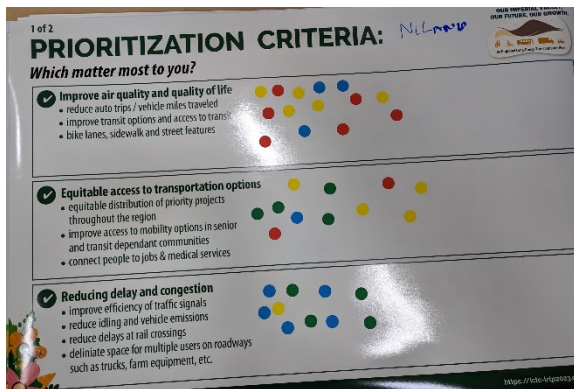 1 of 2
PRIORITIZATION CRITERIA: NiLAND
Which matter most to you?
OUR IMPERIAL VALLEY,
OUR FUTURE, OUR GROWTH.
Improve air quality and quality of life
• reduce auto trips / vehicle miles traveled
• improve transit options and access to transit
• bike lanes, sidewalk and street features
Equitable access to transportation options
• equitable distribution of priority projects
throughout the region
• improve access to mobility options in senior
and transit dependant communities
• connect people to jobs & medical services
Reducing delay and congestion
• improve efficiency of traffic signals
• reduce idling and vehicle emissions
• reduce delays at rail crossings
• deliniate space for multiple users on roadways
such as trucks, farm equipment, etc.
https://ictc-lrtp2023.